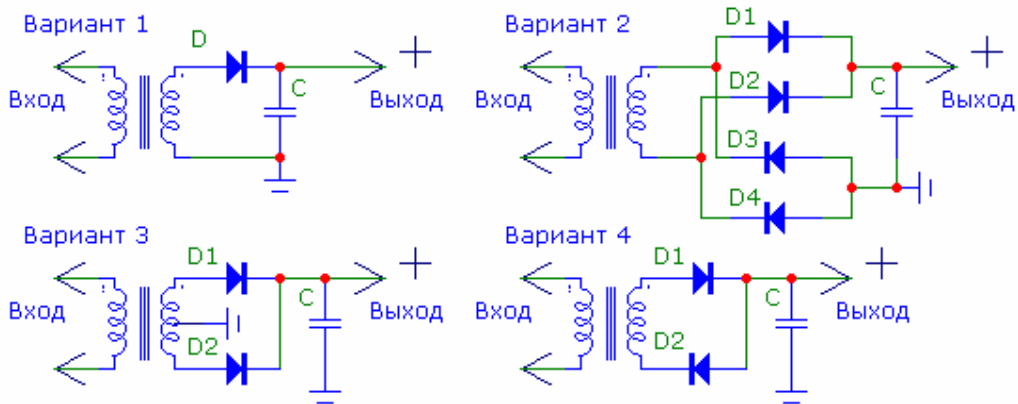 Вариант 1
D
+
Вход
C
Выход
Вариант 2
D1
+
Вход
D2
C
Выход
D3
D4
Вариант 3
D1
+
Вход
C
Выход
D2
Вариант 4
D1
+
Вход
C
Выход
D2